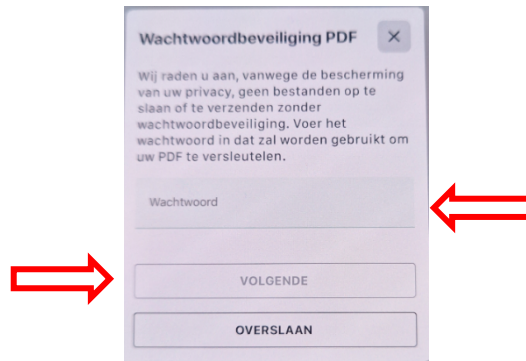 Wachtwoordbeveiliging PDF
Wij raden u aan, vanwege de bescherming
van uw privacy, geen bestanden op te
slaan of te verzenden zonder
wachtwoordbeveiliging. Voer het
wachtwoord in dat zal worden gebruikt om
uw PDF te versleutelen.
Wachtwoord
VOLGENDE
OVERSLAAN